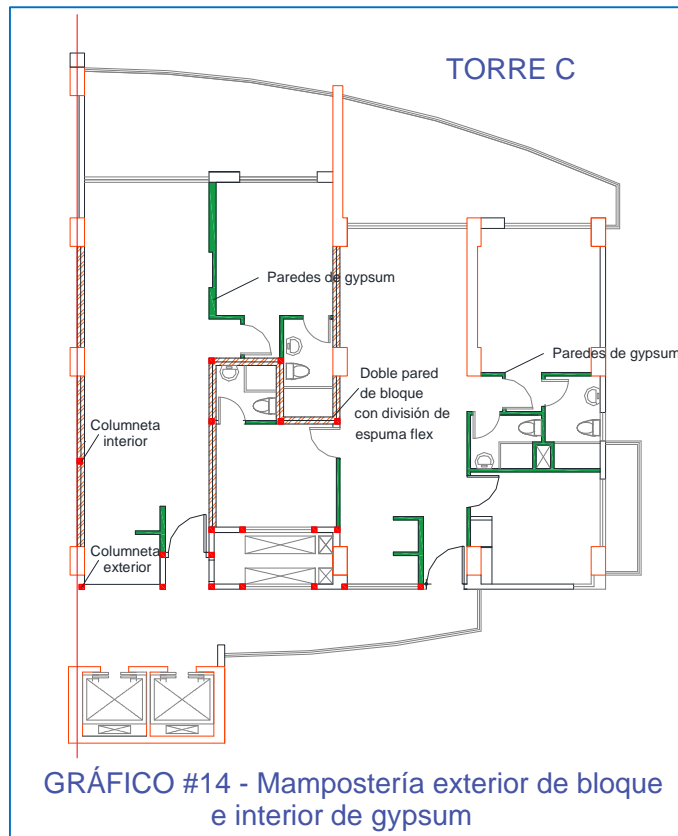 TORRE C
Paredes de gypsum
Paredes de gypsum
Doble pared
de bloque
con división de
espuma flex
Columneta
interior
Columneta
exterior
GRÁFICO #14 - Mampostería exterior de bloque
e interior de gypsum